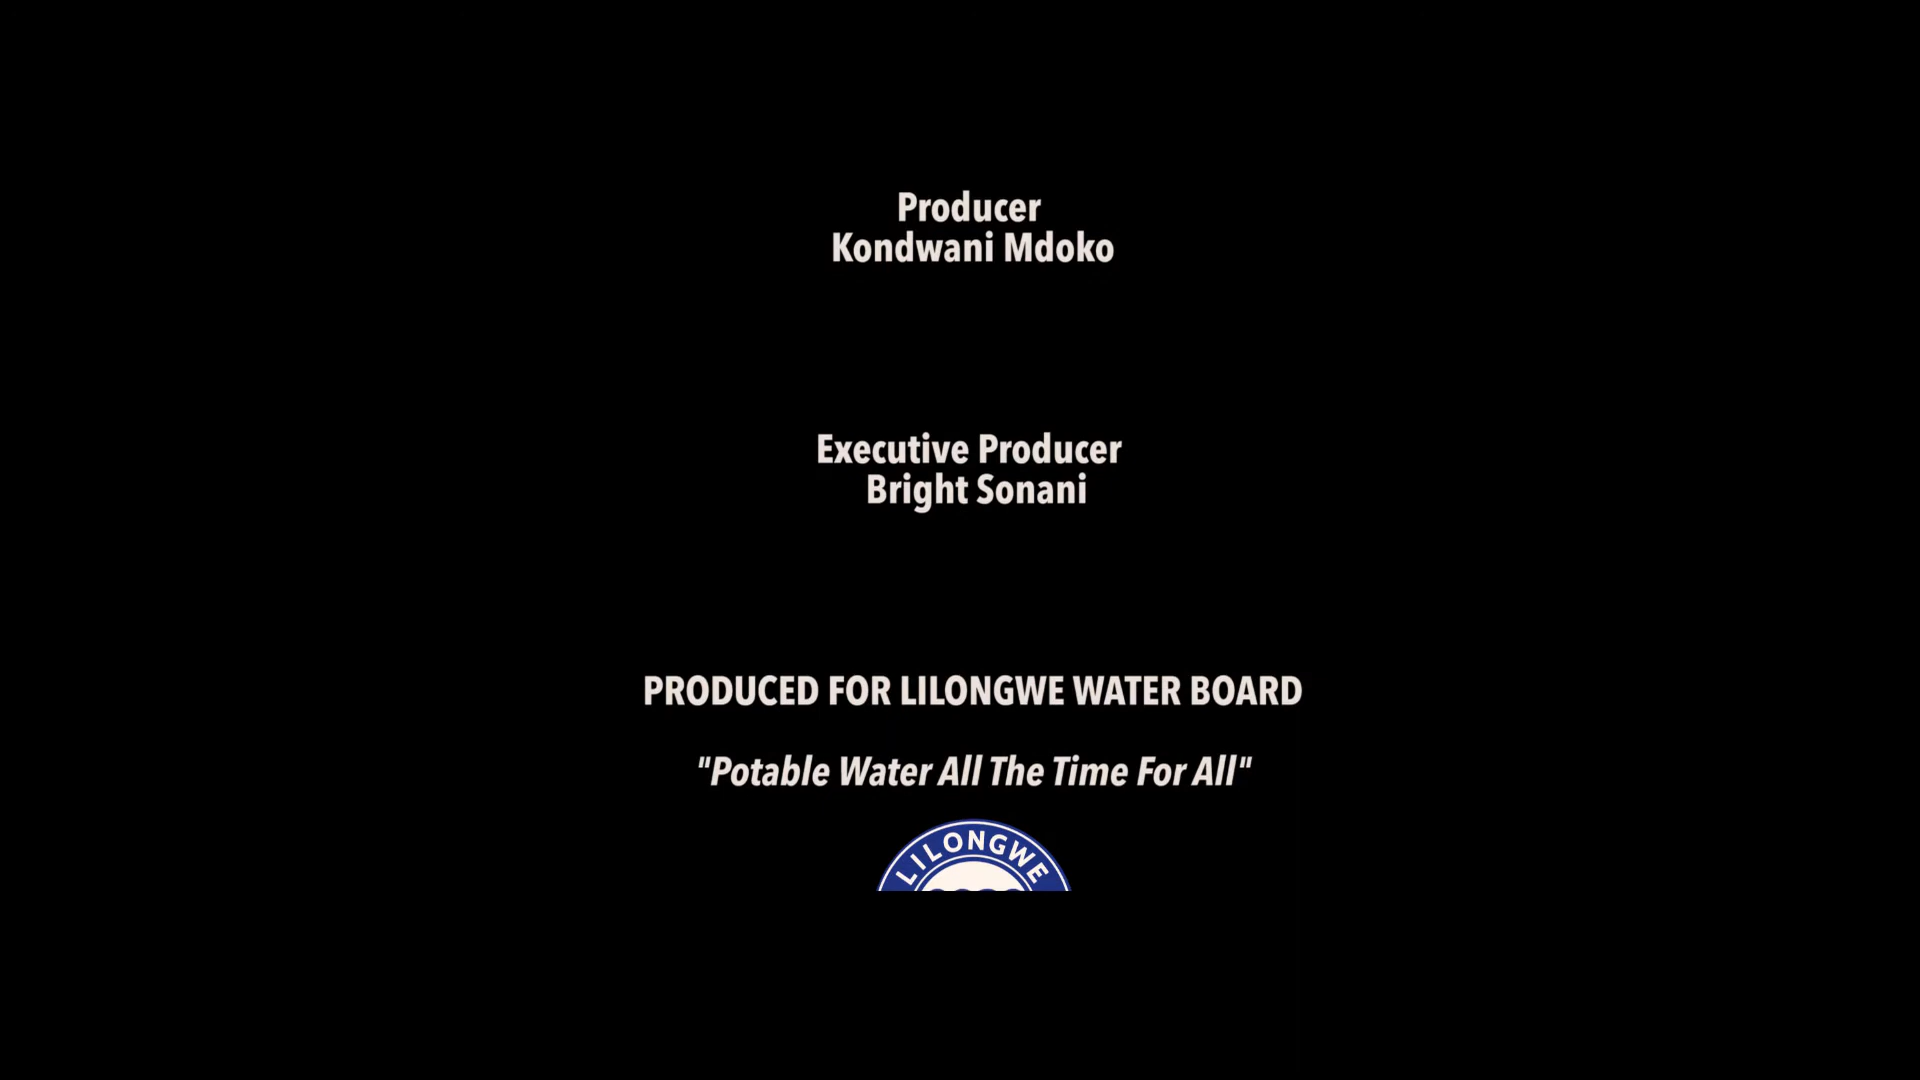 Producer
Kondwani Mdoko
Executive Producer
Bright Sonani
PRODUCED FOR LILONGWE WATER BOARD
"Potable Water All The Time For All"
LILONGWE